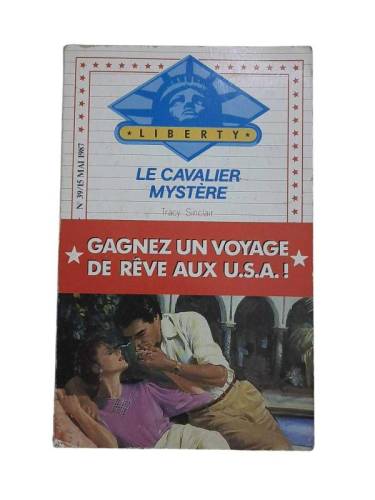 ★ LIBERTY ★
LE CAVALIER
MYSTÈRE
Tracy Sinclair
N 39/15 MAI 1987
GAGNEZ UN VOYAGE
DE RÊVE AUX U.S.A.!